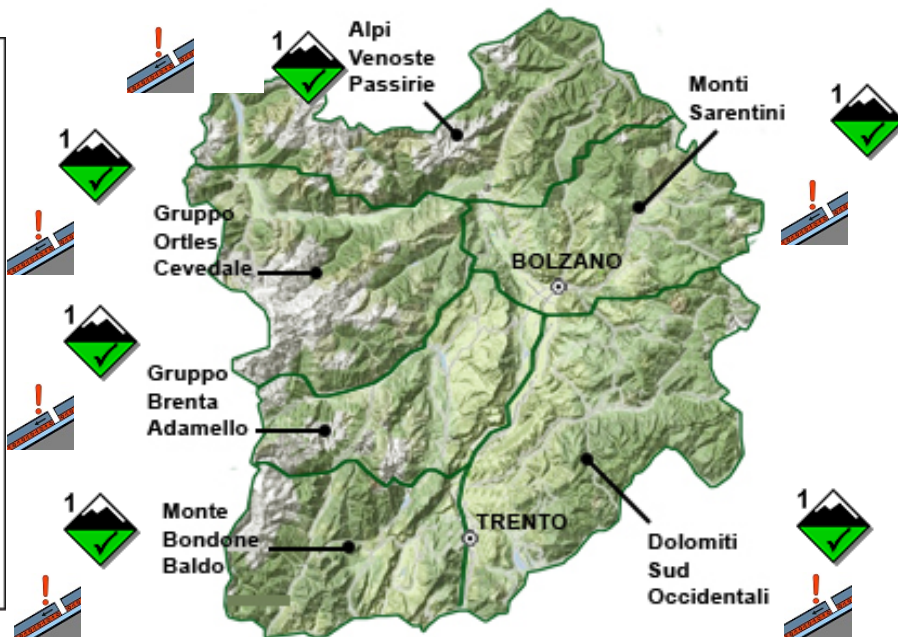 1
Alpi
Venoste
Passirie
Monti
Sarentini
1
1
Gruppo
Ortles
Cevedale
BOLZANO
1
Gruppo
Brenta
Adamello
1
Monte
Bondone
Baldo
TRENTO
1
Dolomiti
Sud
Occidentali